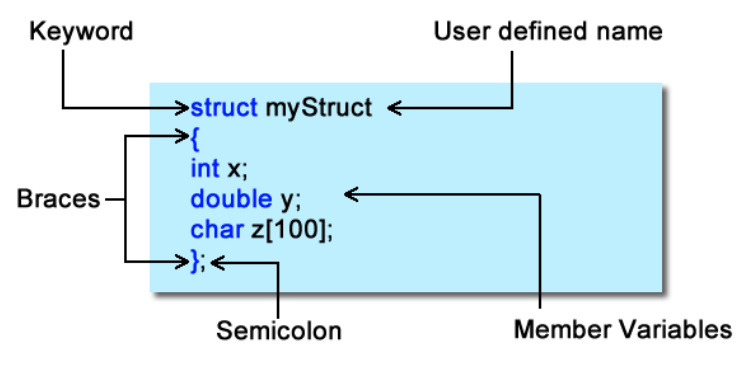 Keyword
User defined name
struct myStruct
{
int x;
Braces
double y;
char z[100];
};
Semicolon
Member Variables